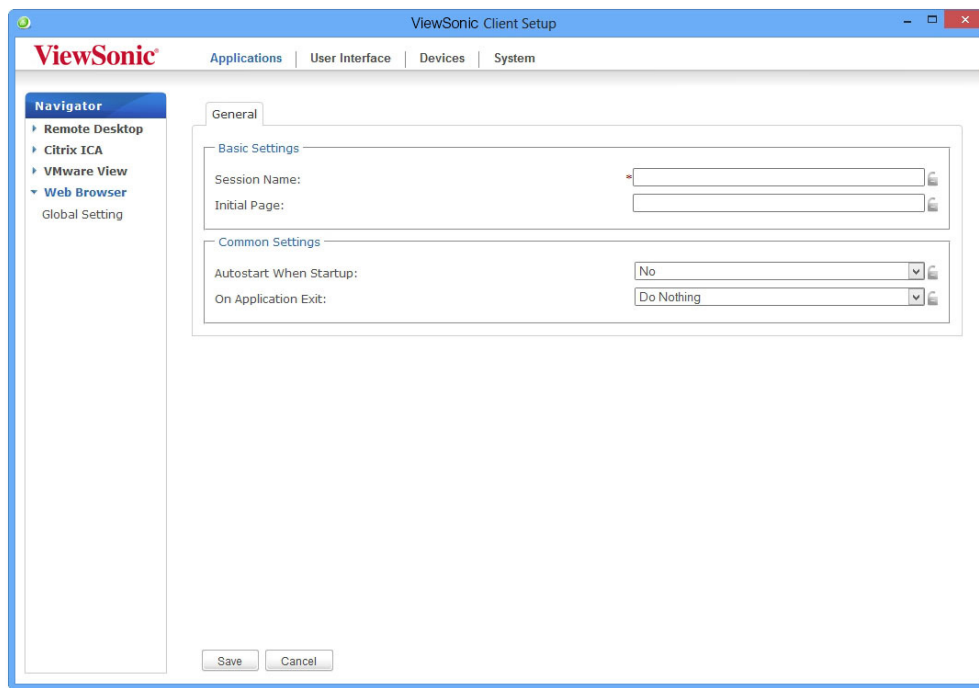 ViewSonic Client Setup
ViewSonic®
Applications | User Interface | Devices | System
Navigator
Remote Desktop
Citrix ICA
VMware View
Web Browser
Global Setting
General
Basic Settings
Session Name: *
Initial Page:
Common Settings
Autostart When Startup: No
On Application Exit: Do Nothing
Save Cancel